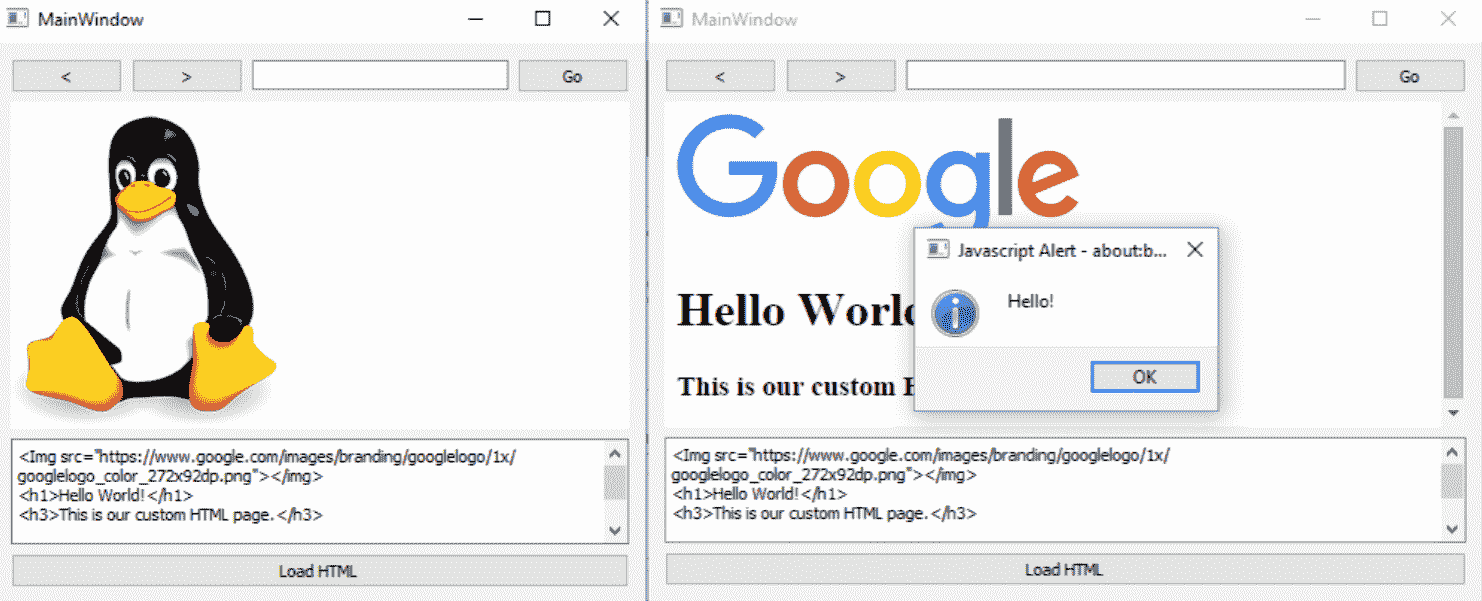 MainWindow
< > Go
<Img src="https://www.google.com/images/branding/googlelogo/1x/
googlelogo_color_272x92dp.png"></img>
<h1>Hello World!</h1>
<h3>This is our custom HTML page.</h3>
Load HTML
MainWindow
< > Go
Google
Hello World
This is our custom H
Javascript Alert - about:b...
Hello!
OK
<Img src="https://www.google.com/images/branding/googlelogo/1x/
googlelogo_color_272x92dp.png"></img>
<h1>Hello World!</h1>
<h3>This is our custom HTML page.</h3>
Load HTML